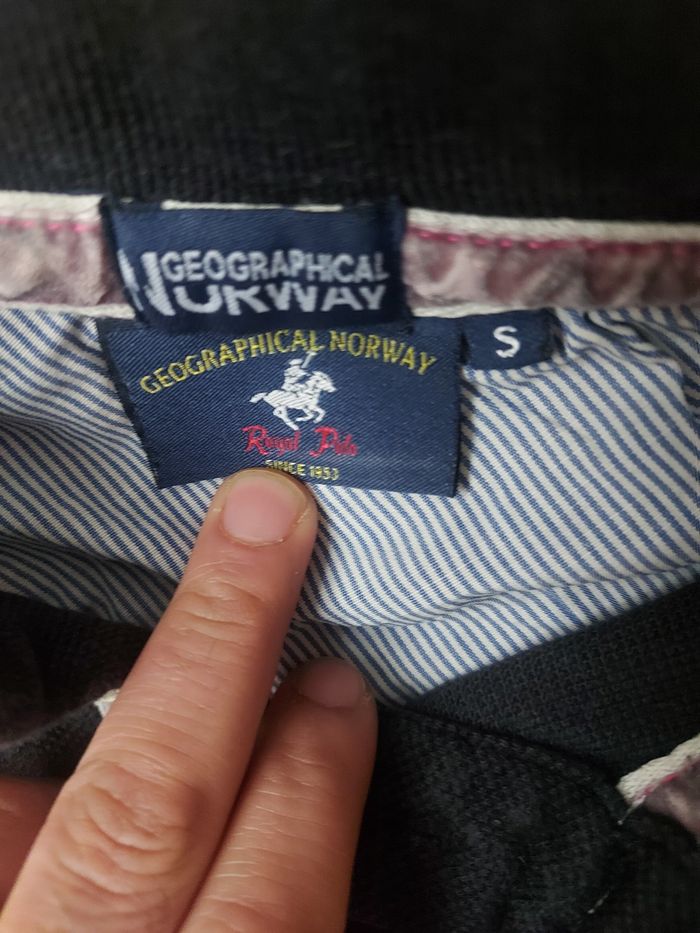 GEOGRAPHICAL
NORWAY
GEOGRAPHICAL NORWAY
S
Royal Polo
SINCE 1953